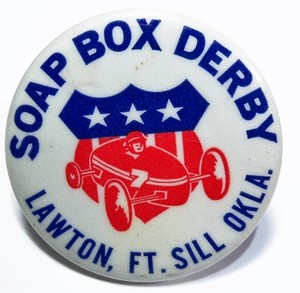 SOAP BOX DERBY
7
LAWTON, FT. SILL OKLA.